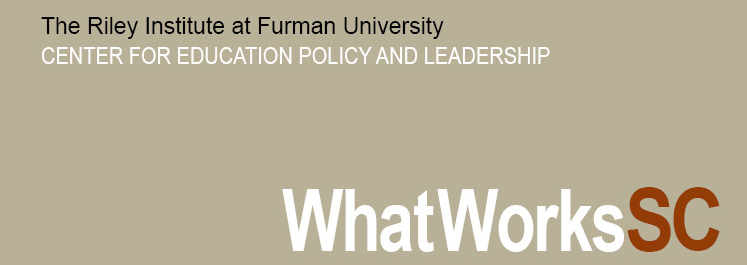 The Riley Institute at Furman University
CENTER FOR EDUCATION POLICY AND LEADERSHIP
WhatWorksSC